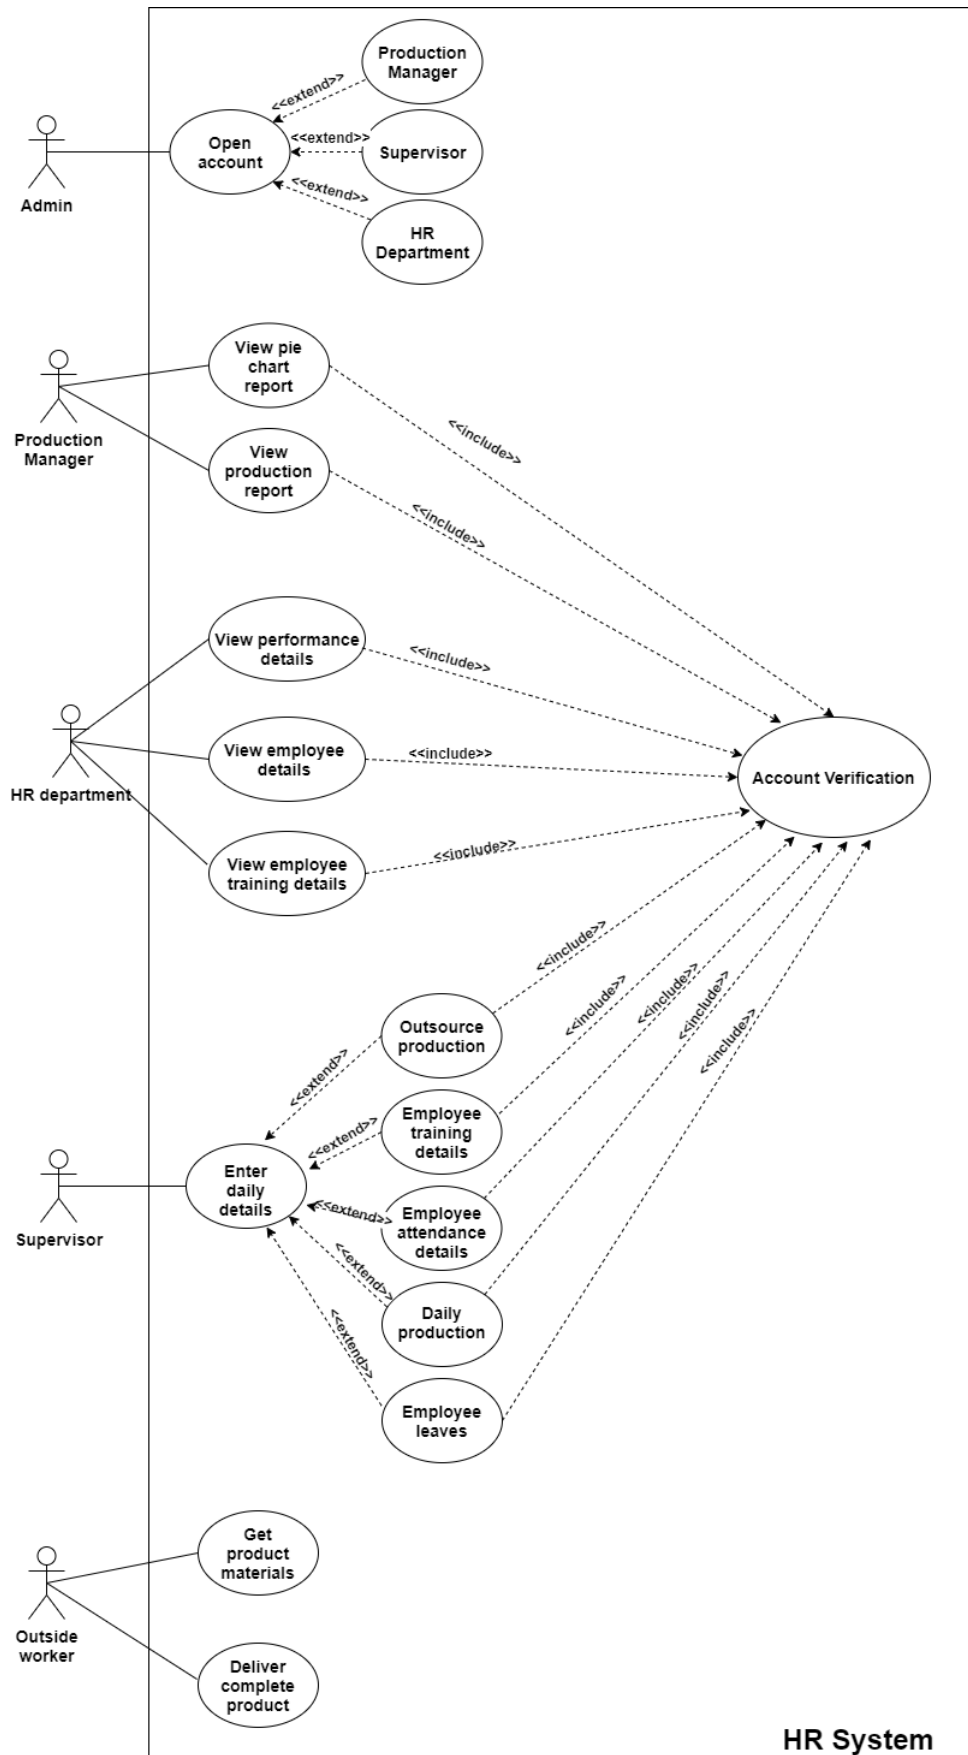 Production
Manager
<<extend>>
Open
account
<<extend>>
Supervisor
<<extend>>
HR
Department
Admin
View pie
chart
report
<<include>>
Production
Manager
View
production
report
<<include>>
View performance
details
<<include>>
View employee
details
<<include>>
HR department
Account Verification
View employee
training details
<<include>>
<<include>>
Outsource
production
<<include>>
<<include>>
<<include>>
<<include>>
<<extend>>
Employee
training
details
<<extend>>
Enter
daily
details
Supervisor
<<extend>>
Employee
attendance
details
<<extend>>
Daily
production
<<extend>>
Employee
leaves
Get
product
materials
Outside
worker
Deliver
complete
product
HR System